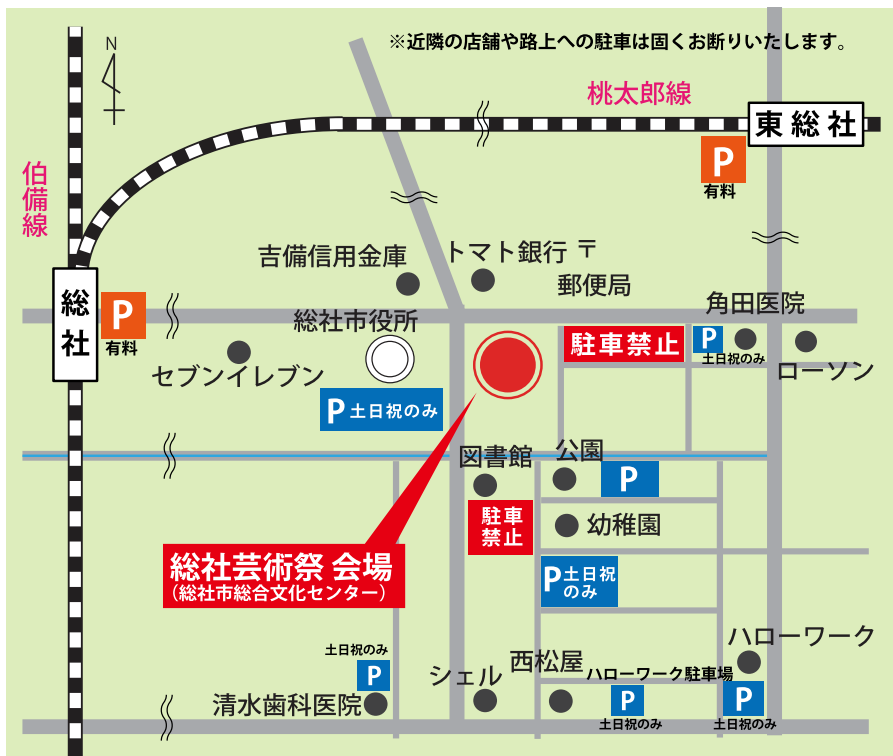 ※近隣の店舗や路上への駐車は固くお断りいたします。
N
桃太郎線
東総社
P
有料
伯備線
吉備信用金庫
トマト銀行
〒
郵便局
総社
P
有料
総社市役所
駐車禁止
角田医院
P
土日祝のみ
ローソン
セブンイレブン
P 土日祝のみ
図書館
公園
P
駐車
禁止
幼稚園
総社芸術祭 会場
(総社市総合文化センター)
P 土日祝
のみ
ハローワーク
土日祝のみ
P
清水歯科医院
シェル
西松屋
ハローワーク駐車場
P
土日祝のみ
P
土日祝のみ